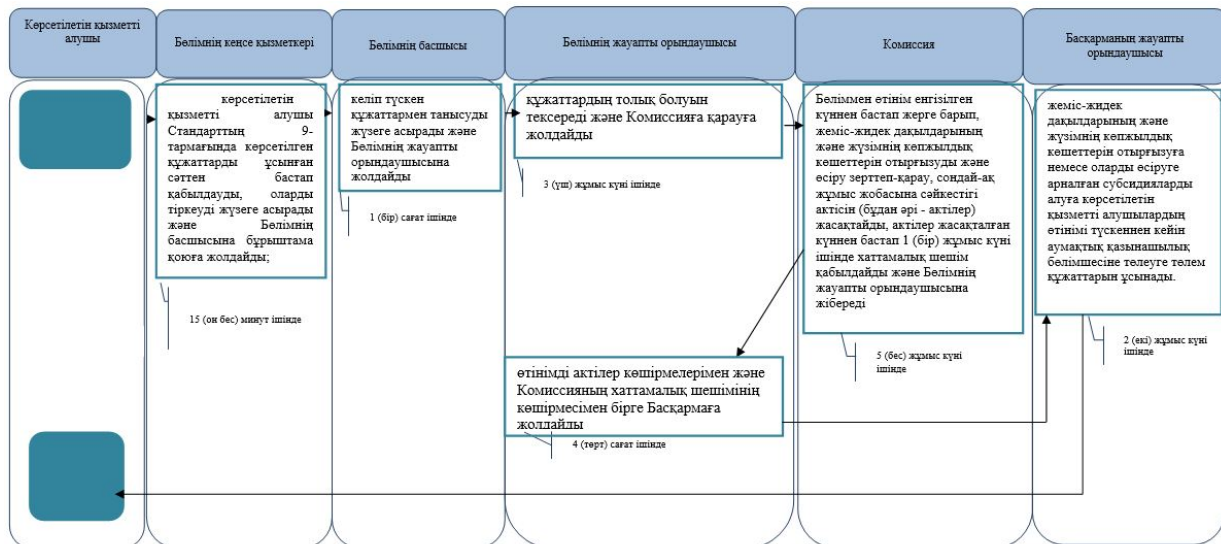 Көрсетілетін қызметті
алушы
Бөлімнің кеңсе қызметкері
Бөлімнің басшысы
Бөлімнің жауапты орындаушысы
Комиссия
Басқарманың жауапты
орындаушысы
көрсетілетін
қызметті алушы
Стандарттың 9-
тармағында көрсетілген
құжаттарды ұсынған
сәттен бастап
қабылдауды, оларды
тіркеуді жүзеге асырады
және Бөлімнің
басшысына бұрыштама
қоюға жолдайды;
15 (он бес) минут ішінде
келіп түскен
құжаттармен танысуды
жүзеге асырады және
Бөлімнің жауапты
орындаушысына
жолдайды
1 (бір) сағат ішінде
құжаттардың толық болуын
тексереді және Комиссияға қарауға
жолдайды
3 (үш) жұмыс күні ішінде
Бөліммен өтінім енгізілген
күннен бастап жерге барып,
жеміс-жидек дақылдарының
және жүзімнің көпжылдық
көшеттерін отырғызуды және
өсіру зерттеп-қарау, сондай-ақ
жұмыс жобасына сәйкестігі
актісін (бұдан әрі - актілер)
жасақтайды, актілер жасақталған
күннен бастап 1 (бір) жұмыс күні
ішінде хаттамалық шешім
қабылдайды және Бөлімнің
жауапты орындаушысына
жібереді
5 (бес) жұмыс күні
ішінде
өтінімді актілер көшірмелерімен және
Комиссияның хаттамалық шешімінің
көшірмесімен бірге Басқармаға
жолдайды
4 (төрт) сағат ішінде
жеміс-жидек
дақылдарының және
жүзімнің көпжылдық
көшеттерін отырғызуға
немесе оларды өсіруге
арналған субсидияларды
алуға көрсетілетін
қызметті алушылардың
өтінімі түскеннен кейін
аумақтық қазынашылық
бөлімшесіне төлеуге төлем
құжаттарын ұсынады.
2 (екі) жұмыс күні
ішінде